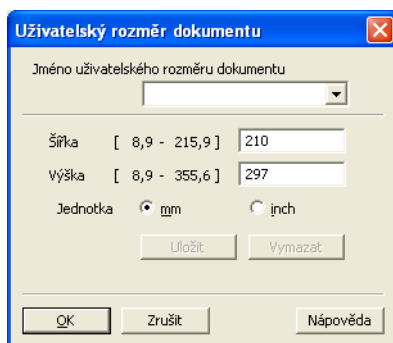 Uživatelský rozměr dokumentu
Jméno uživatelského rozměru dokumentu
Šířka [ 8,9 - 215,9 ] 210
Výška [ 8,9 - 355,6 ] 297
Jednotka mm inch
Uložit Vymazat
OK Zrušit Nápověda